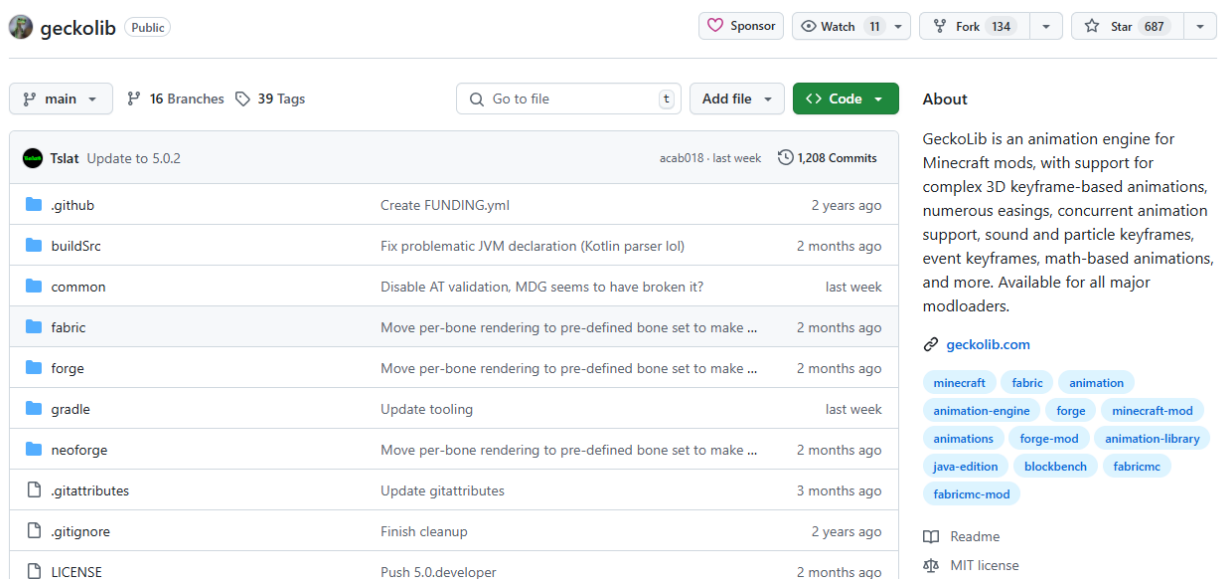 geckolib Public Sponsor Watch 11 Fork 134 Star 687
main 16 Branches 39 Tags Go to file t Add file Code
Tslat Update to 5.0.2 acab018 · last week 1,208 Commits
.github Create FUNDING.yml 2 years ago
buildSrc Fix problematic JVM declaration (Kotlin parser lol) 2 months ago
common Disable AT validation, MDG seems to have broken it? last week
fabric Move per-bone rendering to pre-defined bone set to make ... 2 months ago
forge Move per-bone rendering to pre-defined bone set to make ... 2 months ago
gradle Update tooling last week
neoforge Move per-bone rendering to pre-defined bone set to make ... 2 months ago
.gitattributes Update gitattributes 3 months ago
.gitignore Finish cleanup 2 years ago
LICENSE Push 5.0.developer 2 months ago
About
GeckoLib is an animation engine for
Minecraft mods, with support for
complex 3D keyframe-based animations,
numerous easings, concurrent animation
support, sound and particle keyframes,
event keyframes, math-based animations,
and more. Available for all major
modloaders.
geckolib.com
minecraft fabric animation
animation-engine forge minecraft-mod
animations forge-mod animation-library
java-edition blockbench fabricmc
fabricmc-mod
Readme
MIT license